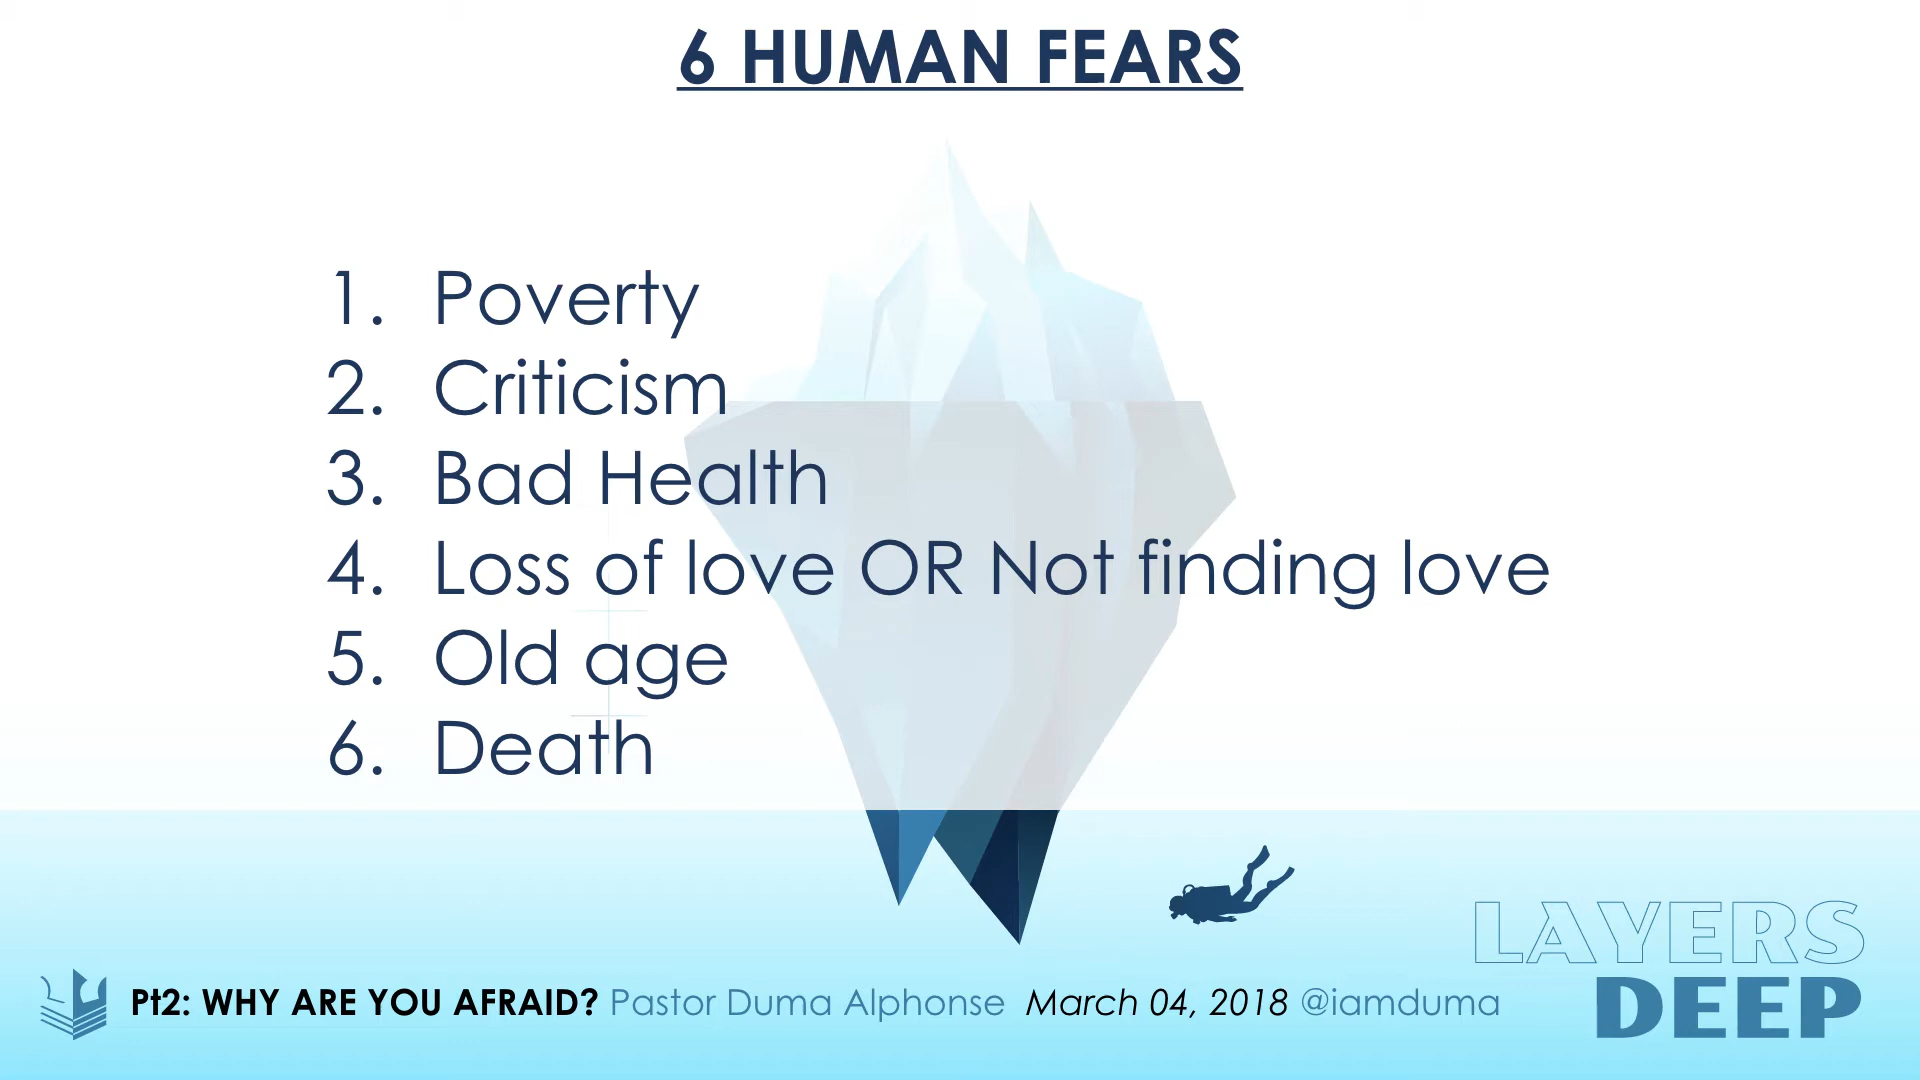 6 HUMAN FEARS
1. Poverty
2. Criticism
3. Bad Health
4. Loss of love OR Not finding love
5. Old age
6. Death
LAYERS
DEEP
Pt2: WHY ARE YOU AFRAID? Pastor Duma Alphonse March 04, 2018 @iamduma